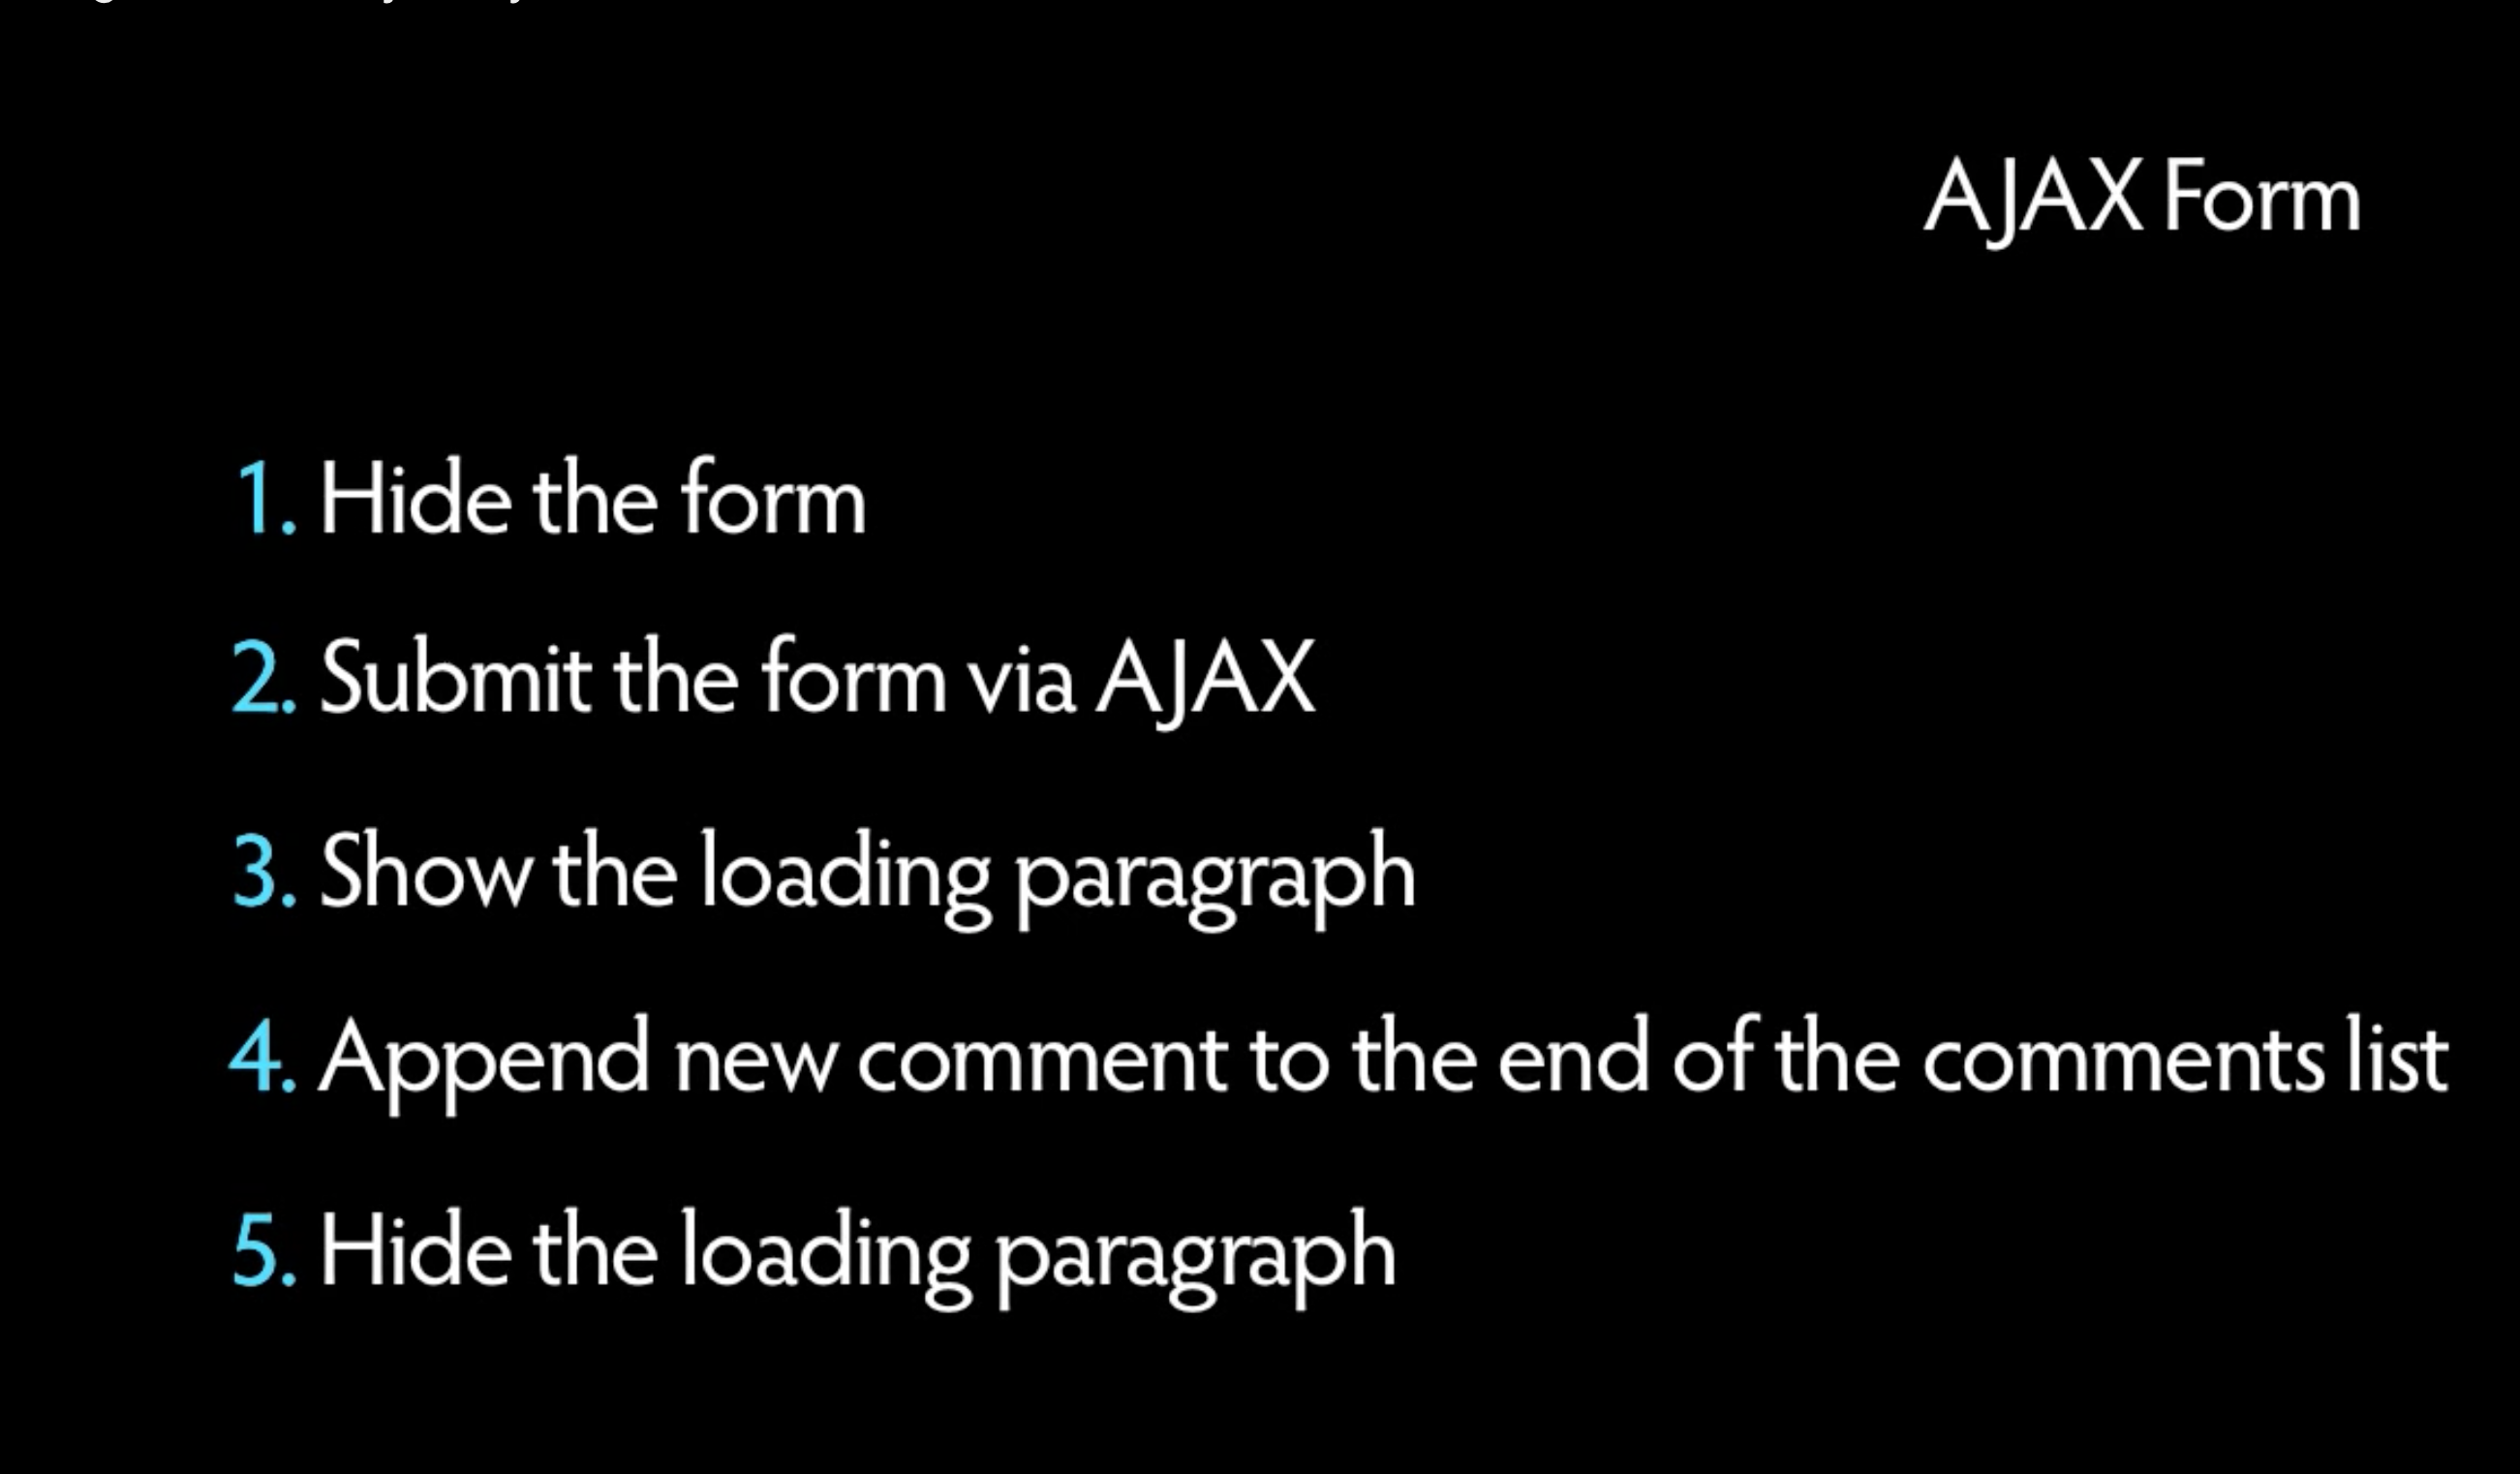 AJAX Form
1. Hide the form
2. Submit the form via AJAX
3. Show the loading paragraph
4. Append new comment to the end of the comments list
5. Hide the loading paragraph